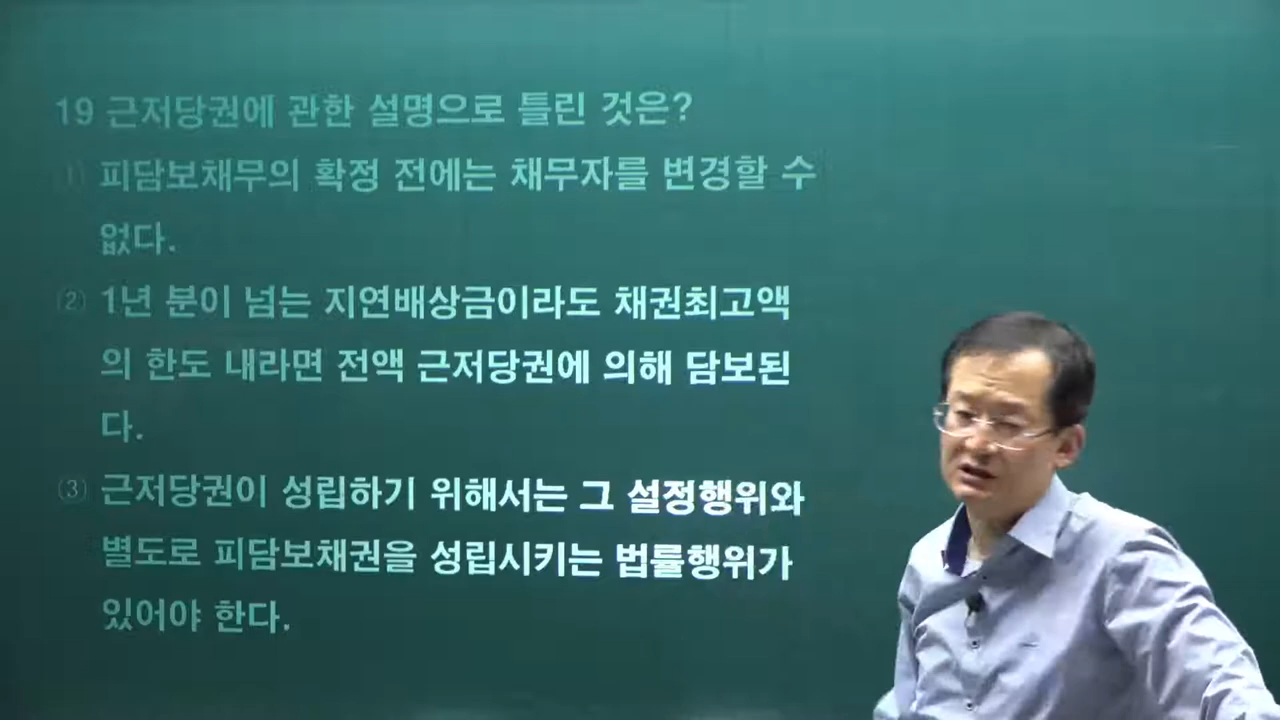 19 근저당권에 관한 설명으로 틀린 것은?
(1) 피담보채무의 확정 전에는 채무자를 변경할 수
없다.
(2) 1년 분이 넘는 지연배상금이라도 채권최고액
의 한도 내라면 전액 근저당권에 의해 담보된
다.
(3) 근저당권이 성립하기 위해서는 그 설정행위와
별도로 피담보채권을 성립시키는 법률행위가
있어야 한다.